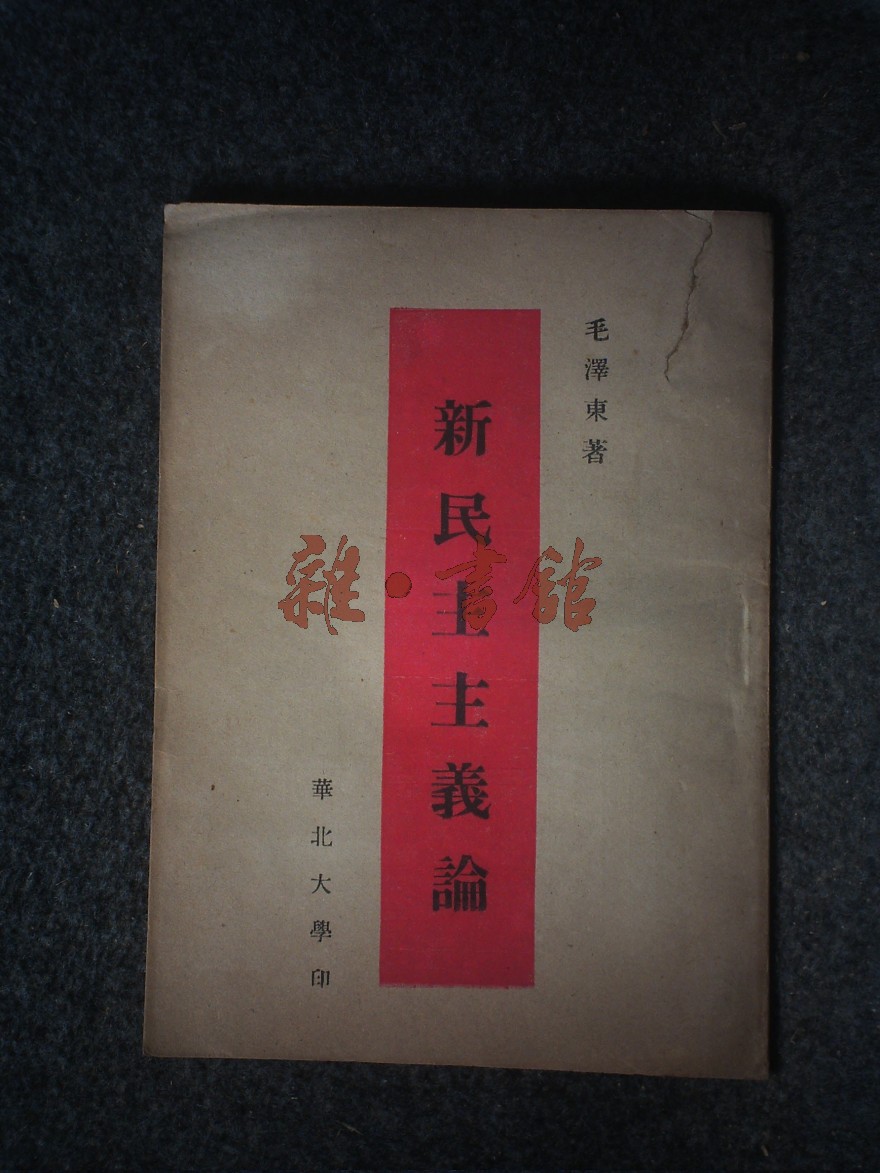 毛澤東著
新民主主義論
華北大學印
雜·書館